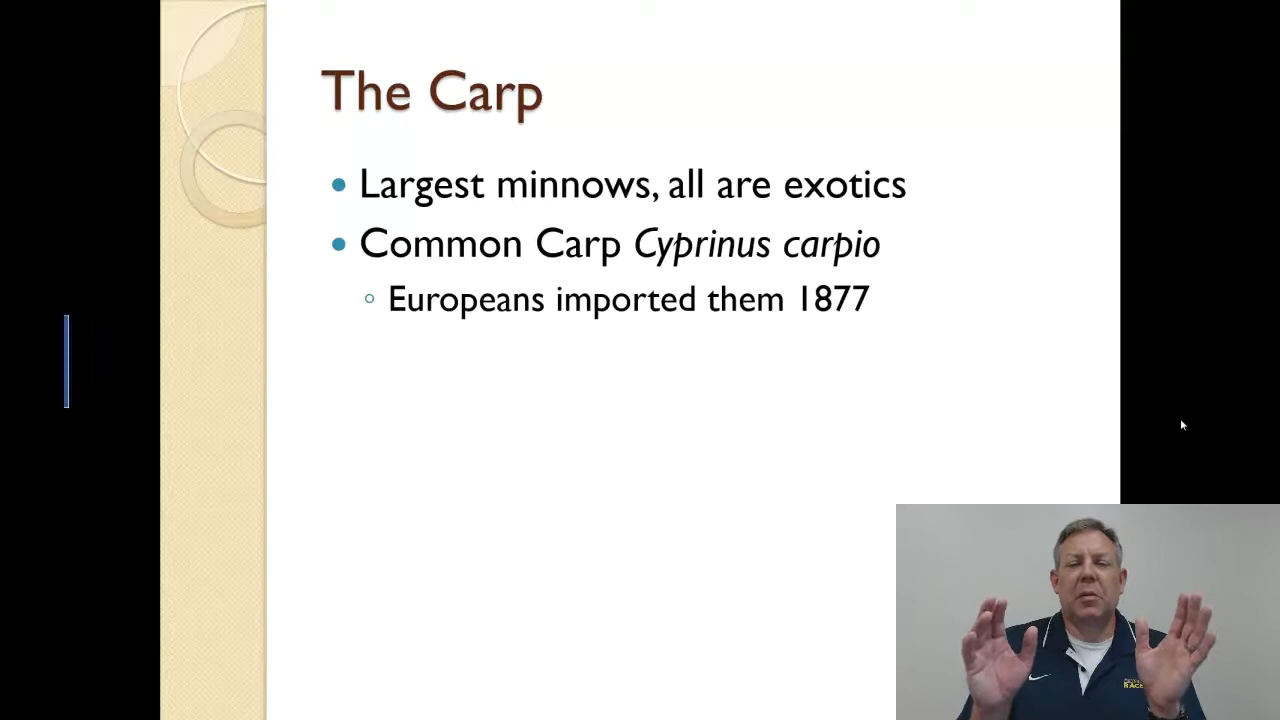 The Carp
Largest minnows, all are exotics
Common Carp Cyprinus carpio
Europeans imported them 1877